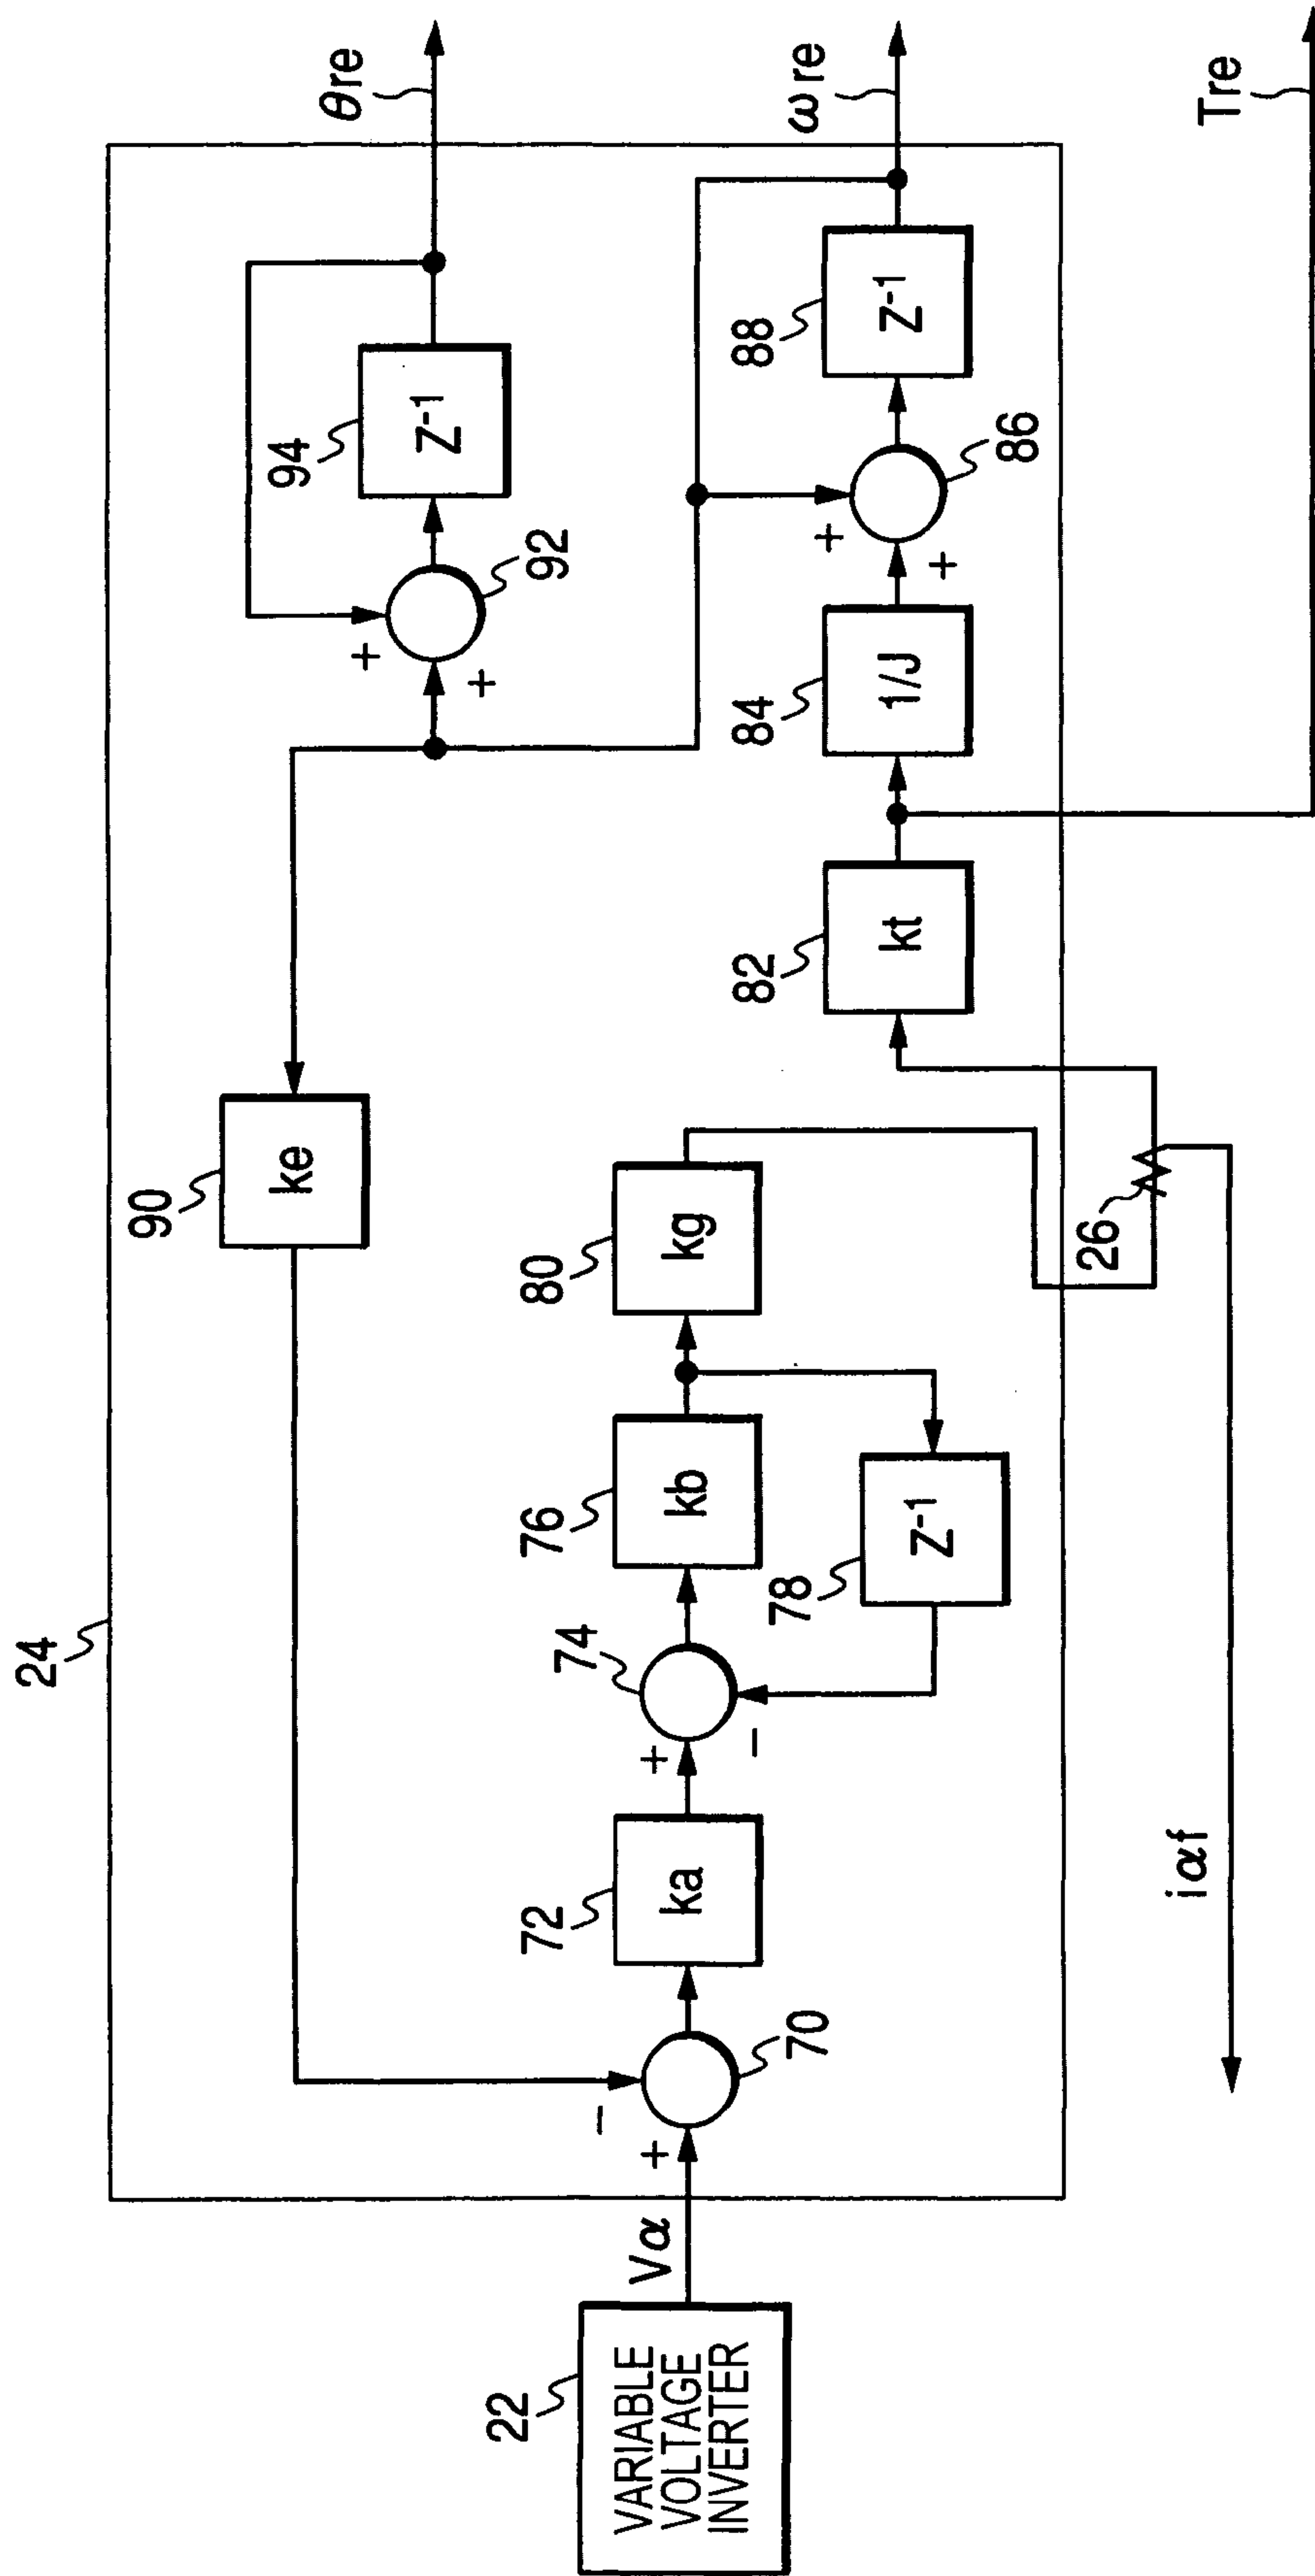 24
θre
94
Z-1
92
90
ke
ωre
88
Z-1
86
84
1/J
82
kt
80
kg
76
kb
78
Z-1
74
72
ka
70
22
VARIABLE
VOLTAGE
INVERTER
Vα
+
-
+
-
+
+
+
+
26
iαf
Tre